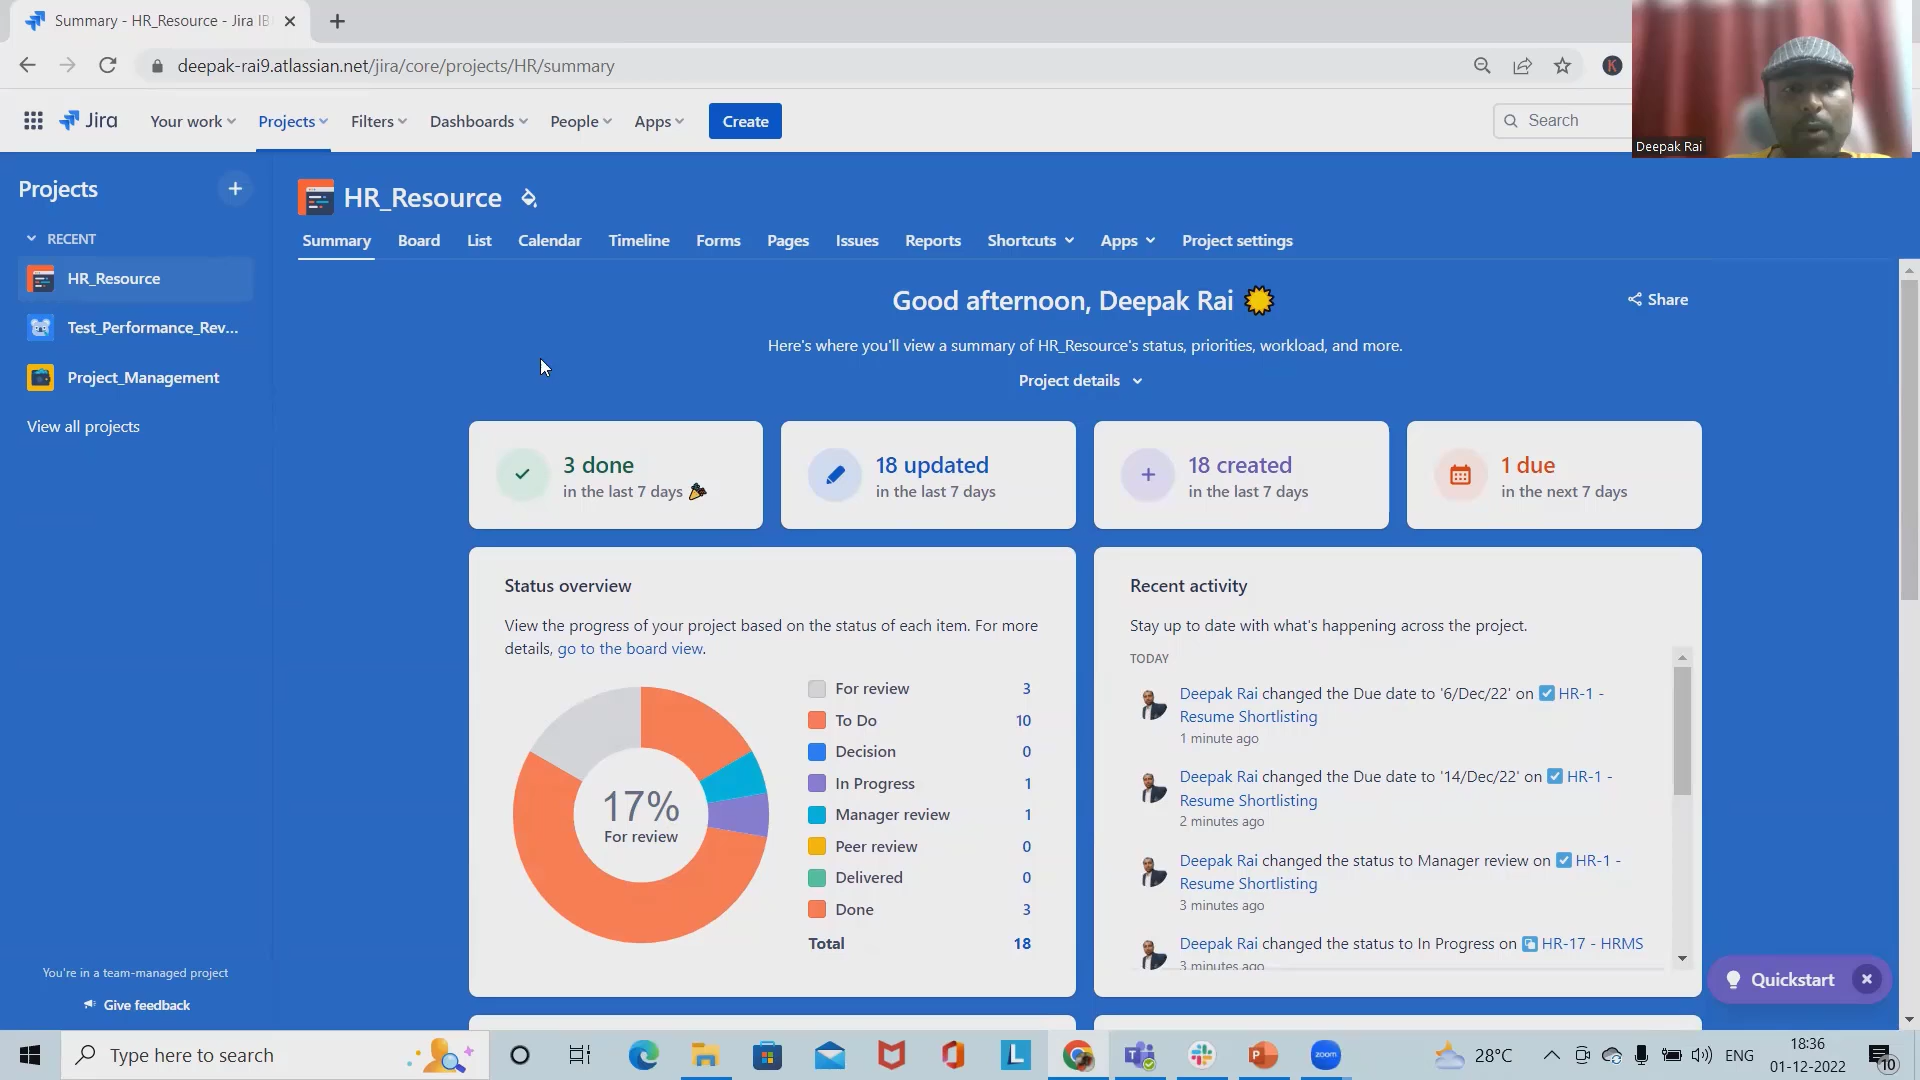 Summary - HR_Resource - Jira
deepak-rai9.atlassian.net/jira/core/projects/HR/summary
K
Jira
Your work
Projects
Filters
Dashboards
People
Apps
Create
Search
Deepak Rai
Projects
RECENT
HR_Resource
Test_Performance_Rev...
Project_Management
View all projects
HR_Resource
Summary
Board
List
Calendar
Timeline
Forms
Pages
Issues
Reports
Shortcuts
Apps
Project settings
Good afternoon, Deepak Rai
Share
Here's where you'll view a summary of HR_Resource's status, priorities, workload, and more.
Project details
3 done
in the last 7 days
18 updated
in the last 7 days
18 created
in the last 7 days
1 due
in the next 7 days
Status overview
View the progress of your project based on the status of each item. For more
details, go to the board view.
17%
For review
For review 3
To Do 10
Decision 0
In Progress 1
Manager review 1
Peer review 0
Delivered 0
Done 3
Total 18
Recent activity
Stay up to date with what's happening across the project.
TODAY
Deepak Rai changed the Due date to '6/Dec/22' on HR-1 -
Resume Shortlisting
1 minute ago
Deepak Rai changed the Due date to '14/Dec/22' on HR-1 -
Resume Shortlisting
2 minutes ago
Deepak Rai changed the status to Manager review on HR-1 -
Resume Shortlisting
3 minutes ago
Deepak Rai changed the status to In Progress on HR-17 - HRMS
3 minutes ago
Quickstart
You're in a team-managed project
Give feedback
Type here to search
L
zoom
28°C
ENG
18:36
01-12-2022
10